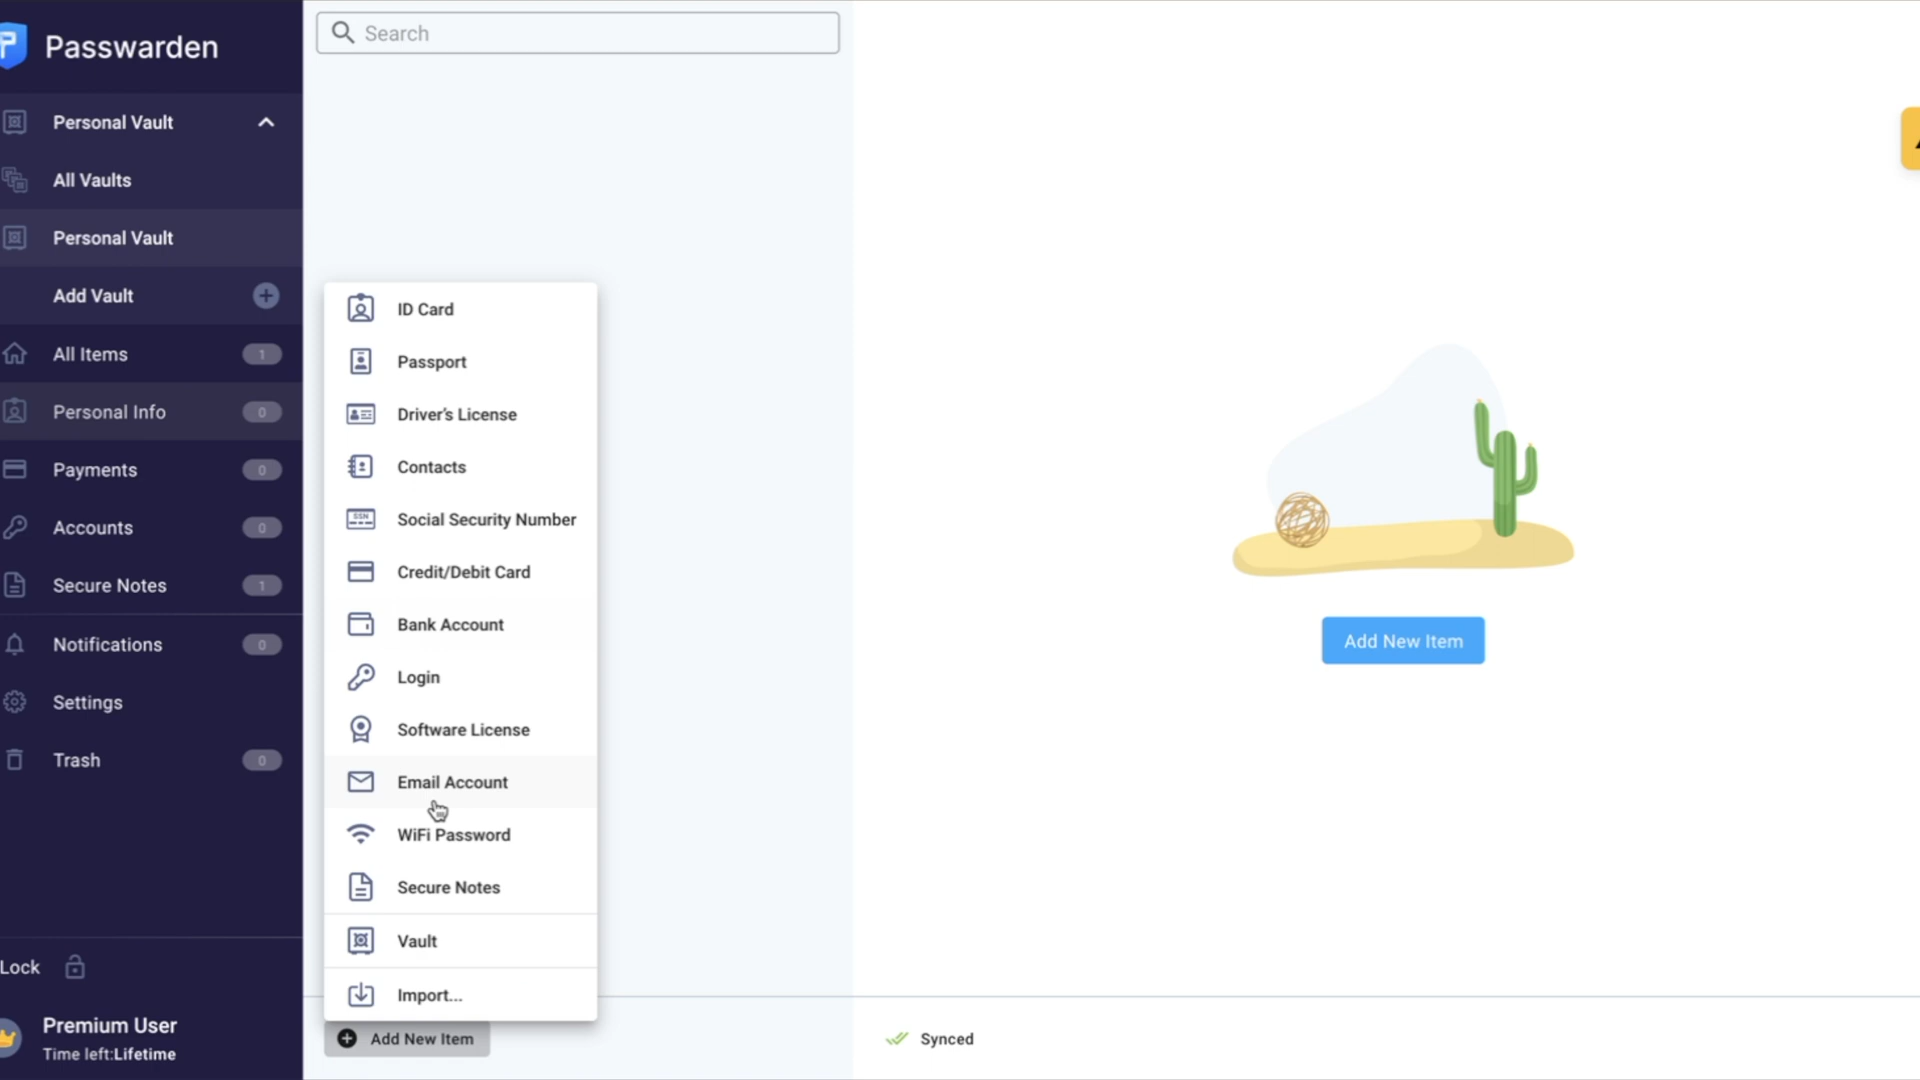 Passwarden
Search
Personal Vault
All Vaults
Personal Vault
Add Vault
All Items 1
Personal Info 0
Payments 0
Accounts 0
Secure Notes 1
Notifications 0
Settings
Trash 0
Lock
Premium User
Time left:Lifetime
ID Card
Passport
Driver's License
Contacts
SSN Social Security Number
Credit/Debit Card
Bank Account
Login
Software License
Email Account
WiFi Password
Secure Notes
Vault
Import...
Add New Item
Add New Item
Synced